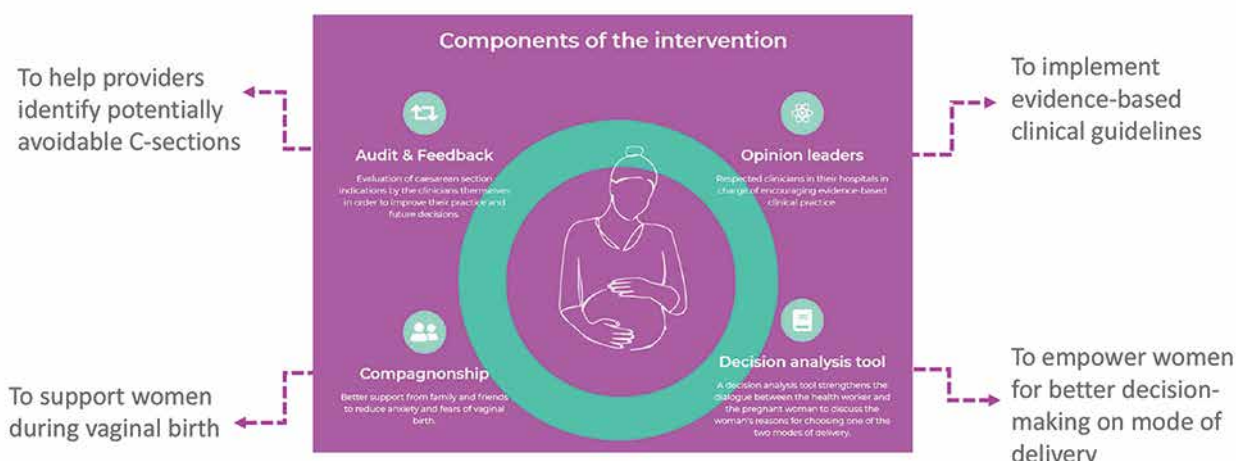 Components of the intervention
To help providers
identify potentially
avoidable C-sections
Audit & Feedback
Evaluation of caesarean section
indications by the clinicians themselves
in order to improve their practice and
future decisions.
Opinion leaders
Respected clinicians in their hospitals in
charge of encouraging evidence-based
clinical practice
To implement
evidence-based
clinical guidelines
To support women
during vaginal birth
Compagnonship
Better support from family and friends
to reduce anxiety and fears of vaginal
birth.
Decision analysis tool
A decision analysis tool strengthens the
dialogue between the health worker and
the pregnant woman to discuss the
woman's reasons for choosing one of the
two modes of delivery.
To empower women
for better decision-
making on mode of
delivery